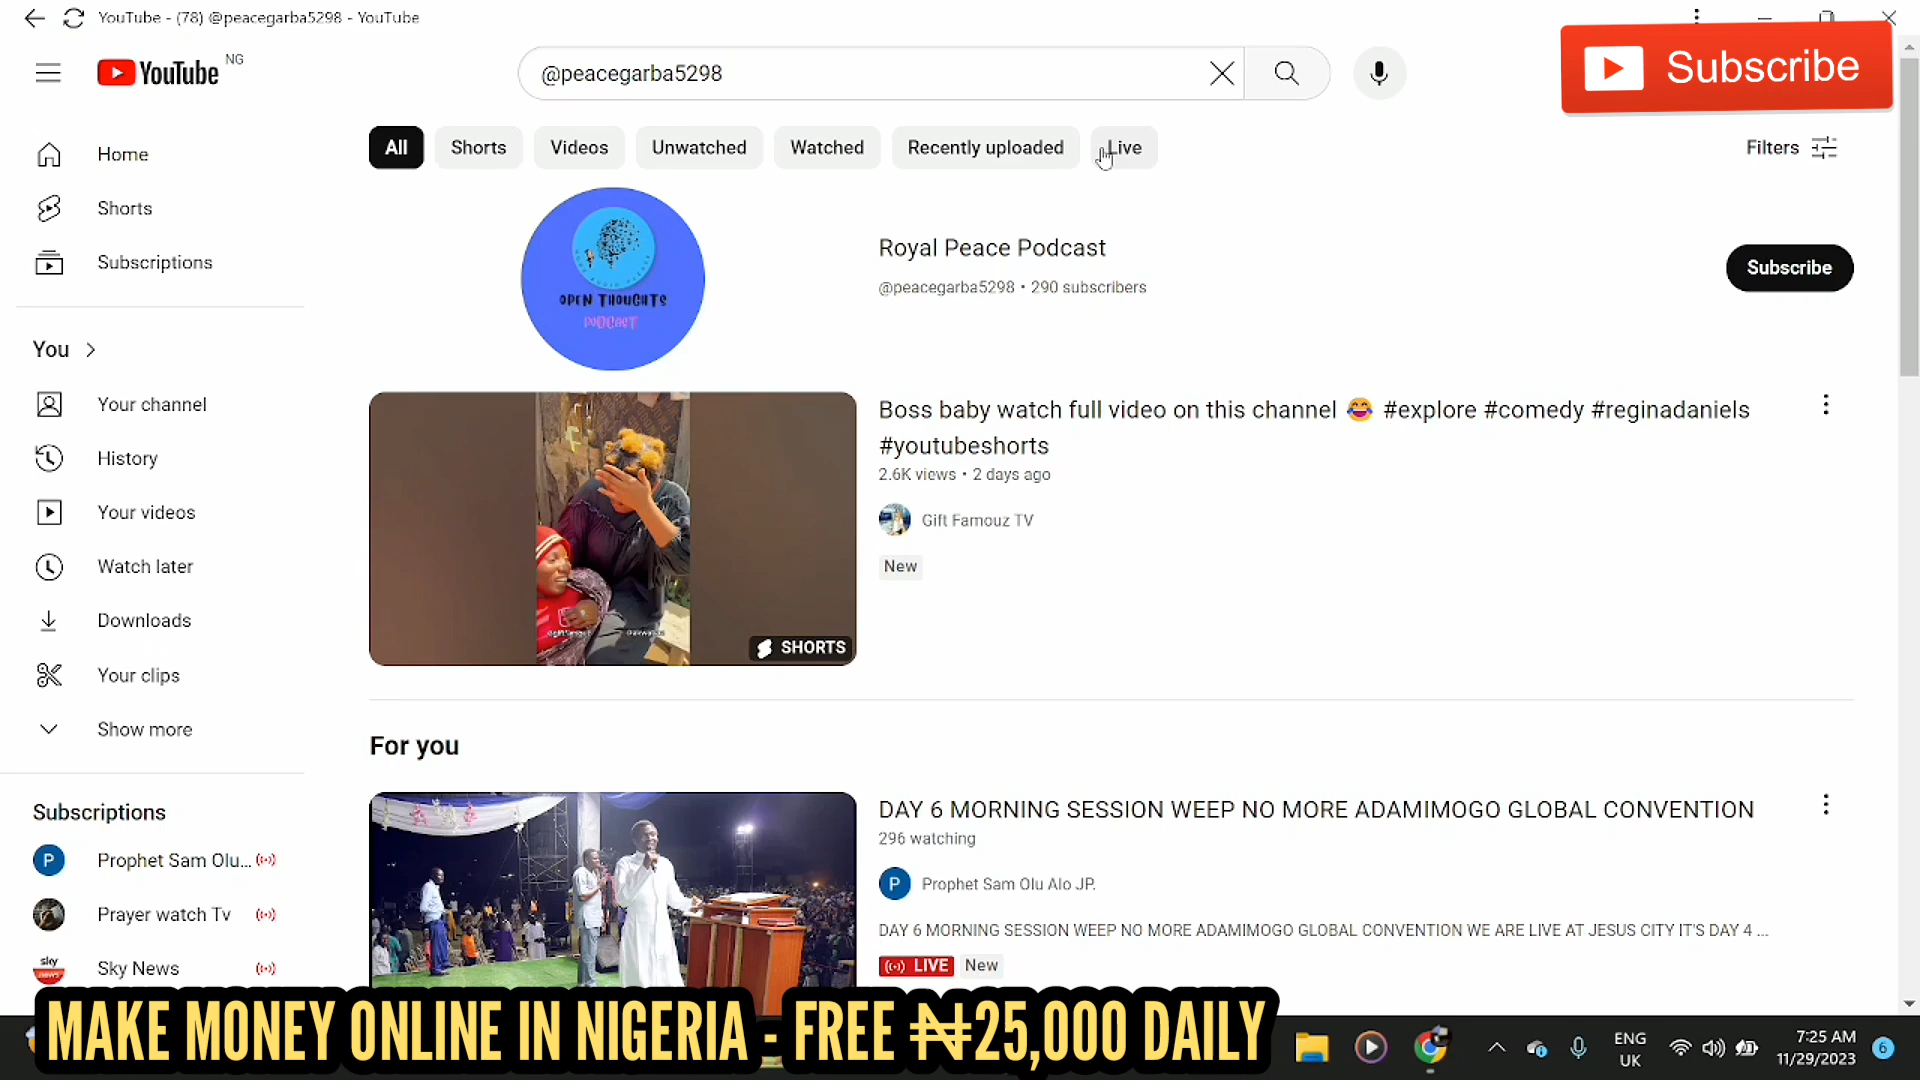 YouTube - (78) @peacegarba5298 - YouTube
YouTube NG
@peacegarba5298
Subscribe
All Shorts Videos Unwatched Watched Recently uploaded Live Filters
Home
Shorts
Subscriptions
You
Your channel
History
Your videos
Watch later
Downloads
Your clips
Show more
Subscriptions
Prophet Sam Olu...
Prayer watch Tv
sky news
Sky News
OPEN THOUGHTS
PODCAST
Royal Peace Podcast
@peacegarba5298 • 290 subscribers
Subscribe
Boss baby watch full video on this channel 😂 #explore #comedy #reginadaniels
#youtubeshorts
2.6K views • 2 days ago
Gift Famouz TV
New
SHORTS
For you
DAY 6 MORNING SESSION WEEP NO MORE ADAMIMOGO GLOBAL CONVENTION
296 watching
P Prophet Sam Olu Alo JP.
DAY 6 MORNING SESSION WEEP NO MORE ADAMIMOGO GLOBAL CONVENTION WE ARE LIVE AT JESUS CITY IT'S DAY 4 ...
LIVE New
MAKE MONEY ONLINE IN NIGERIA - FREE ₦25,000 DAILY
ENG
UK
7:25 AM
11/29/2023
6